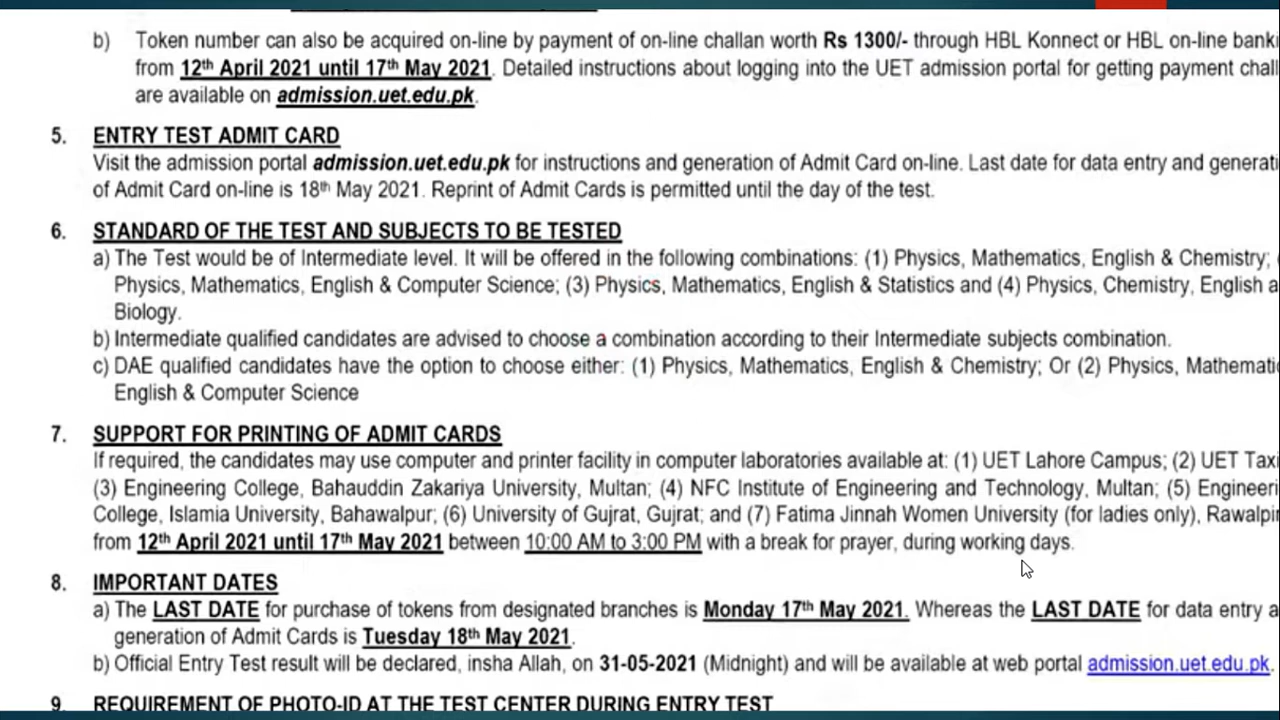 b) Token number can also be acquired on-line by payment of on-line challan worth Rs 1300/- through HBL Konnect or HBL on-line banki
from 12th April 2021 until 17th May 2021. Detailed instructions about logging into the UET admission portal for getting payment chall
are available on admission.uet.edu.pk.
5. ENTRY TEST ADMIT CARD
Visit the admission portal admission.uet.edu.pk for instructions and generation of Admit Card on-line. Last date for data entry and generati
of Admit Card on-line is 18th May 2021. Reprint of Admit Cards is permitted until the day of the test.
6. STANDARD OF THE TEST AND SUBJECTS TO BE TESTED
a) The Test would be of Intermediate level. It will be offered in the following combinations: (1) Physics, Mathematics, English & Chemistry;
Physics, Mathematics, English & Computer Science; (3) Physics, Mathematics, English & Statistics and (4) Physics, Chemistry, English a
Biology.
b) Intermediate qualified candidates are advised to choose a combination according to their Intermediate subjects combination.
c) DAE qualified candidates have the option to choose either: (1) Physics, Mathematics, English & Chemistry; Or (2) Physics, Mathemati
English & Computer Science
7. SUPPORT FOR PRINTING OF ADMIT CARDS
If required, the candidates may use computer and printer facility in computer laboratories available at: (1) UET Lahore Campus; (2) UET Taxi
(3) Engineering College, Bahauddin Zakariya University, Multan; (4) NFC Institute of Engineering and Technology, Multan; (5) Engineeri
College, Islamia University, Bahawalpur; (6) University of Gujrat, Gujrat; and (7) Fatima Jinnah Women University (for ladies only), Rawalpin
from 12th April 2021 until 17th May 2021 between 10:00 AM to 3:00 PM with a break for prayer, during working days.
8. IMPORTANT DATES
a) The LAST DATE for purchase of tokens from designated branches is Monday 17th May 2021. Whereas the LAST DATE for data entry a
generation of Admit Cards is Tuesday 18th May 2021.
b) Official Entry Test result will be declared, insha Allah, on 31-05-2021 (Midnight) and will be available at web portal admission.uet.edu.pk.
9. REQUIREMENT OF PHOTO-ID AT THE TEST CENTER DURING ENTRY TEST